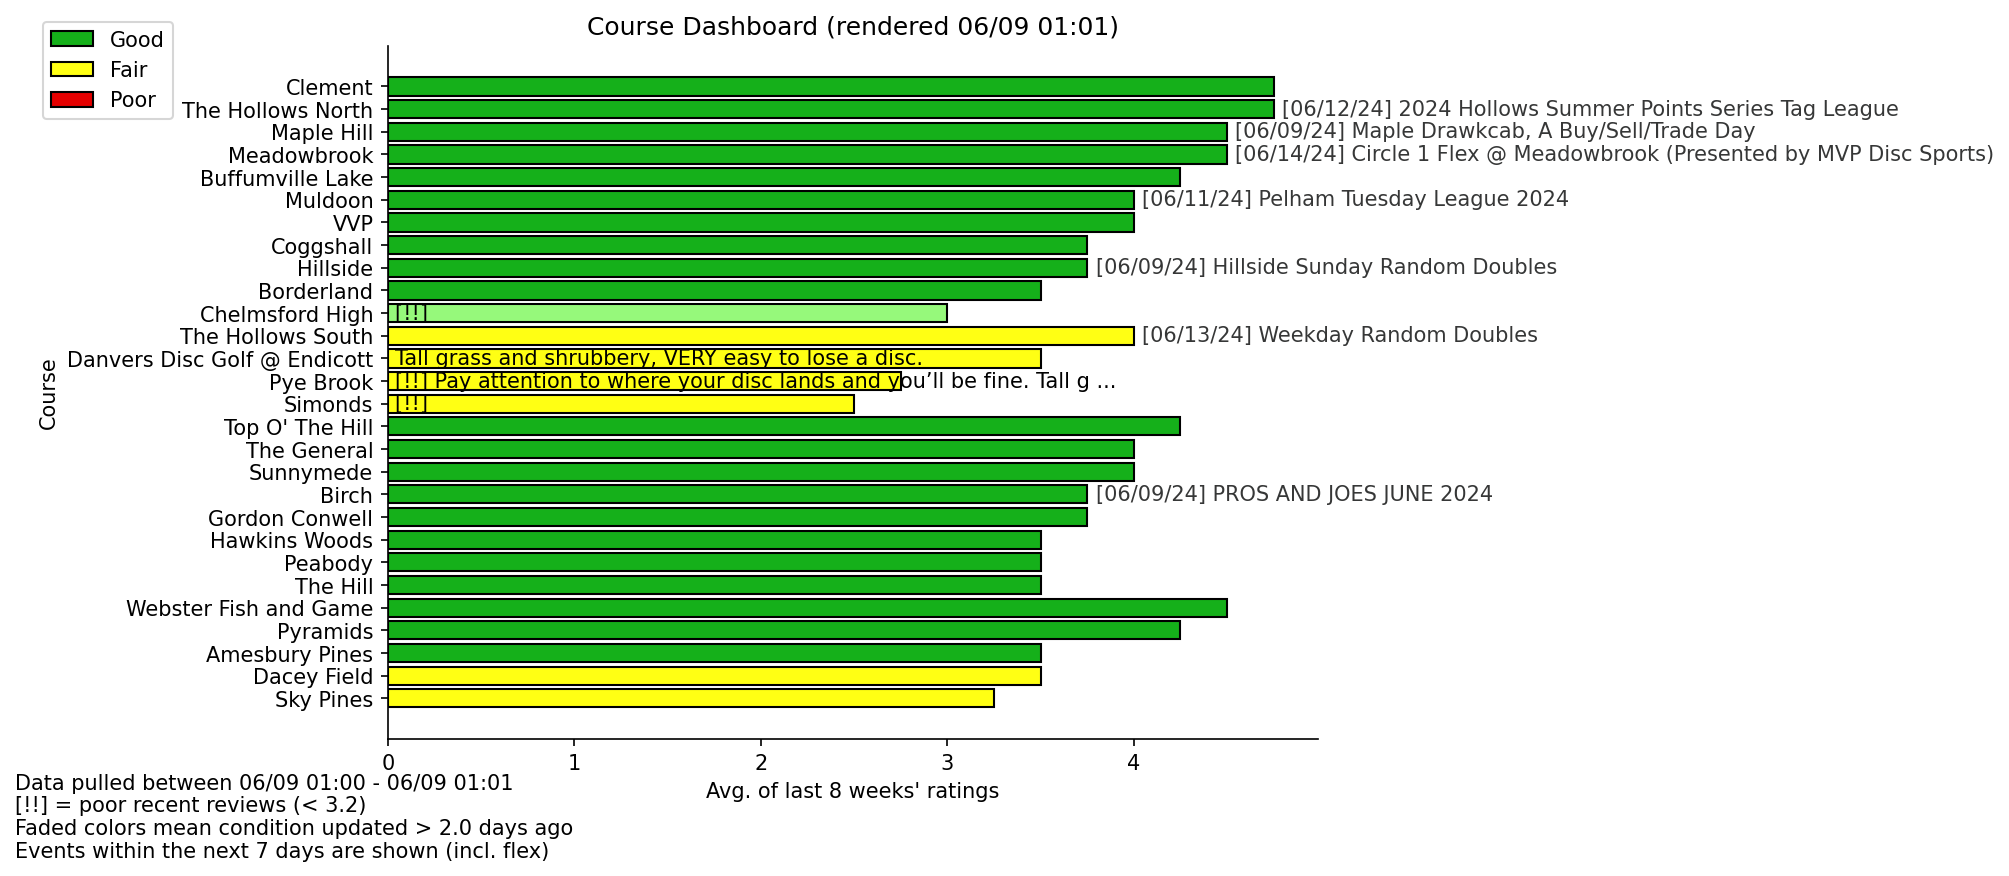 Course Dashboard (rendered 06/09 01:01)
Good
Fair
Poor
Clement
The Hollows North [06/12/24] 2024 Hollows Summer Points Series Tag League
Maple Hill [06/09/24] Maple Drawkcab, A Buy/Sell/Trade Day
Meadowbrook [06/14/24] Circle 1 Flex @ Meadowbrook (Presented by MVP Disc Sports)
Buffumville Lake
Muldoon [06/11/24] Pelham Tuesday League 2024
VVP
Coggshall
Hillside [06/09/24] Hillside Sunday Random Doubles
Borderland
Chelmsford High [!!]
The Hollows South [06/13/24] Weekday Random Doubles
Danvers Disc Golf @ Endicott Tall grass and shrubbery, VERY easy to lose a disc.
Pye Brook [!!] Pay attention to where your disc lands and you’ll be fine. Tall g ...
Simonds [!!]
Top O' The Hill
The General
Sunnymede
Birch [06/09/24] PROS AND JOES JUNE 2024
Gordon Conwell
Hawkins Woods
Peabody
The Hill
Webster Fish and Game
Pyramids
Amesbury Pines
Dacey Field
Sky Pines
Course
0 1 2 3 4
Avg. of last 8 weeks' ratings
Data pulled between 06/09 01:00 - 06/09 01:01
[!!] = poor recent reviews (< 3.2)
Faded colors mean condition updated > 2.0 days ago
Events within the next 7 days are shown (incl. flex)